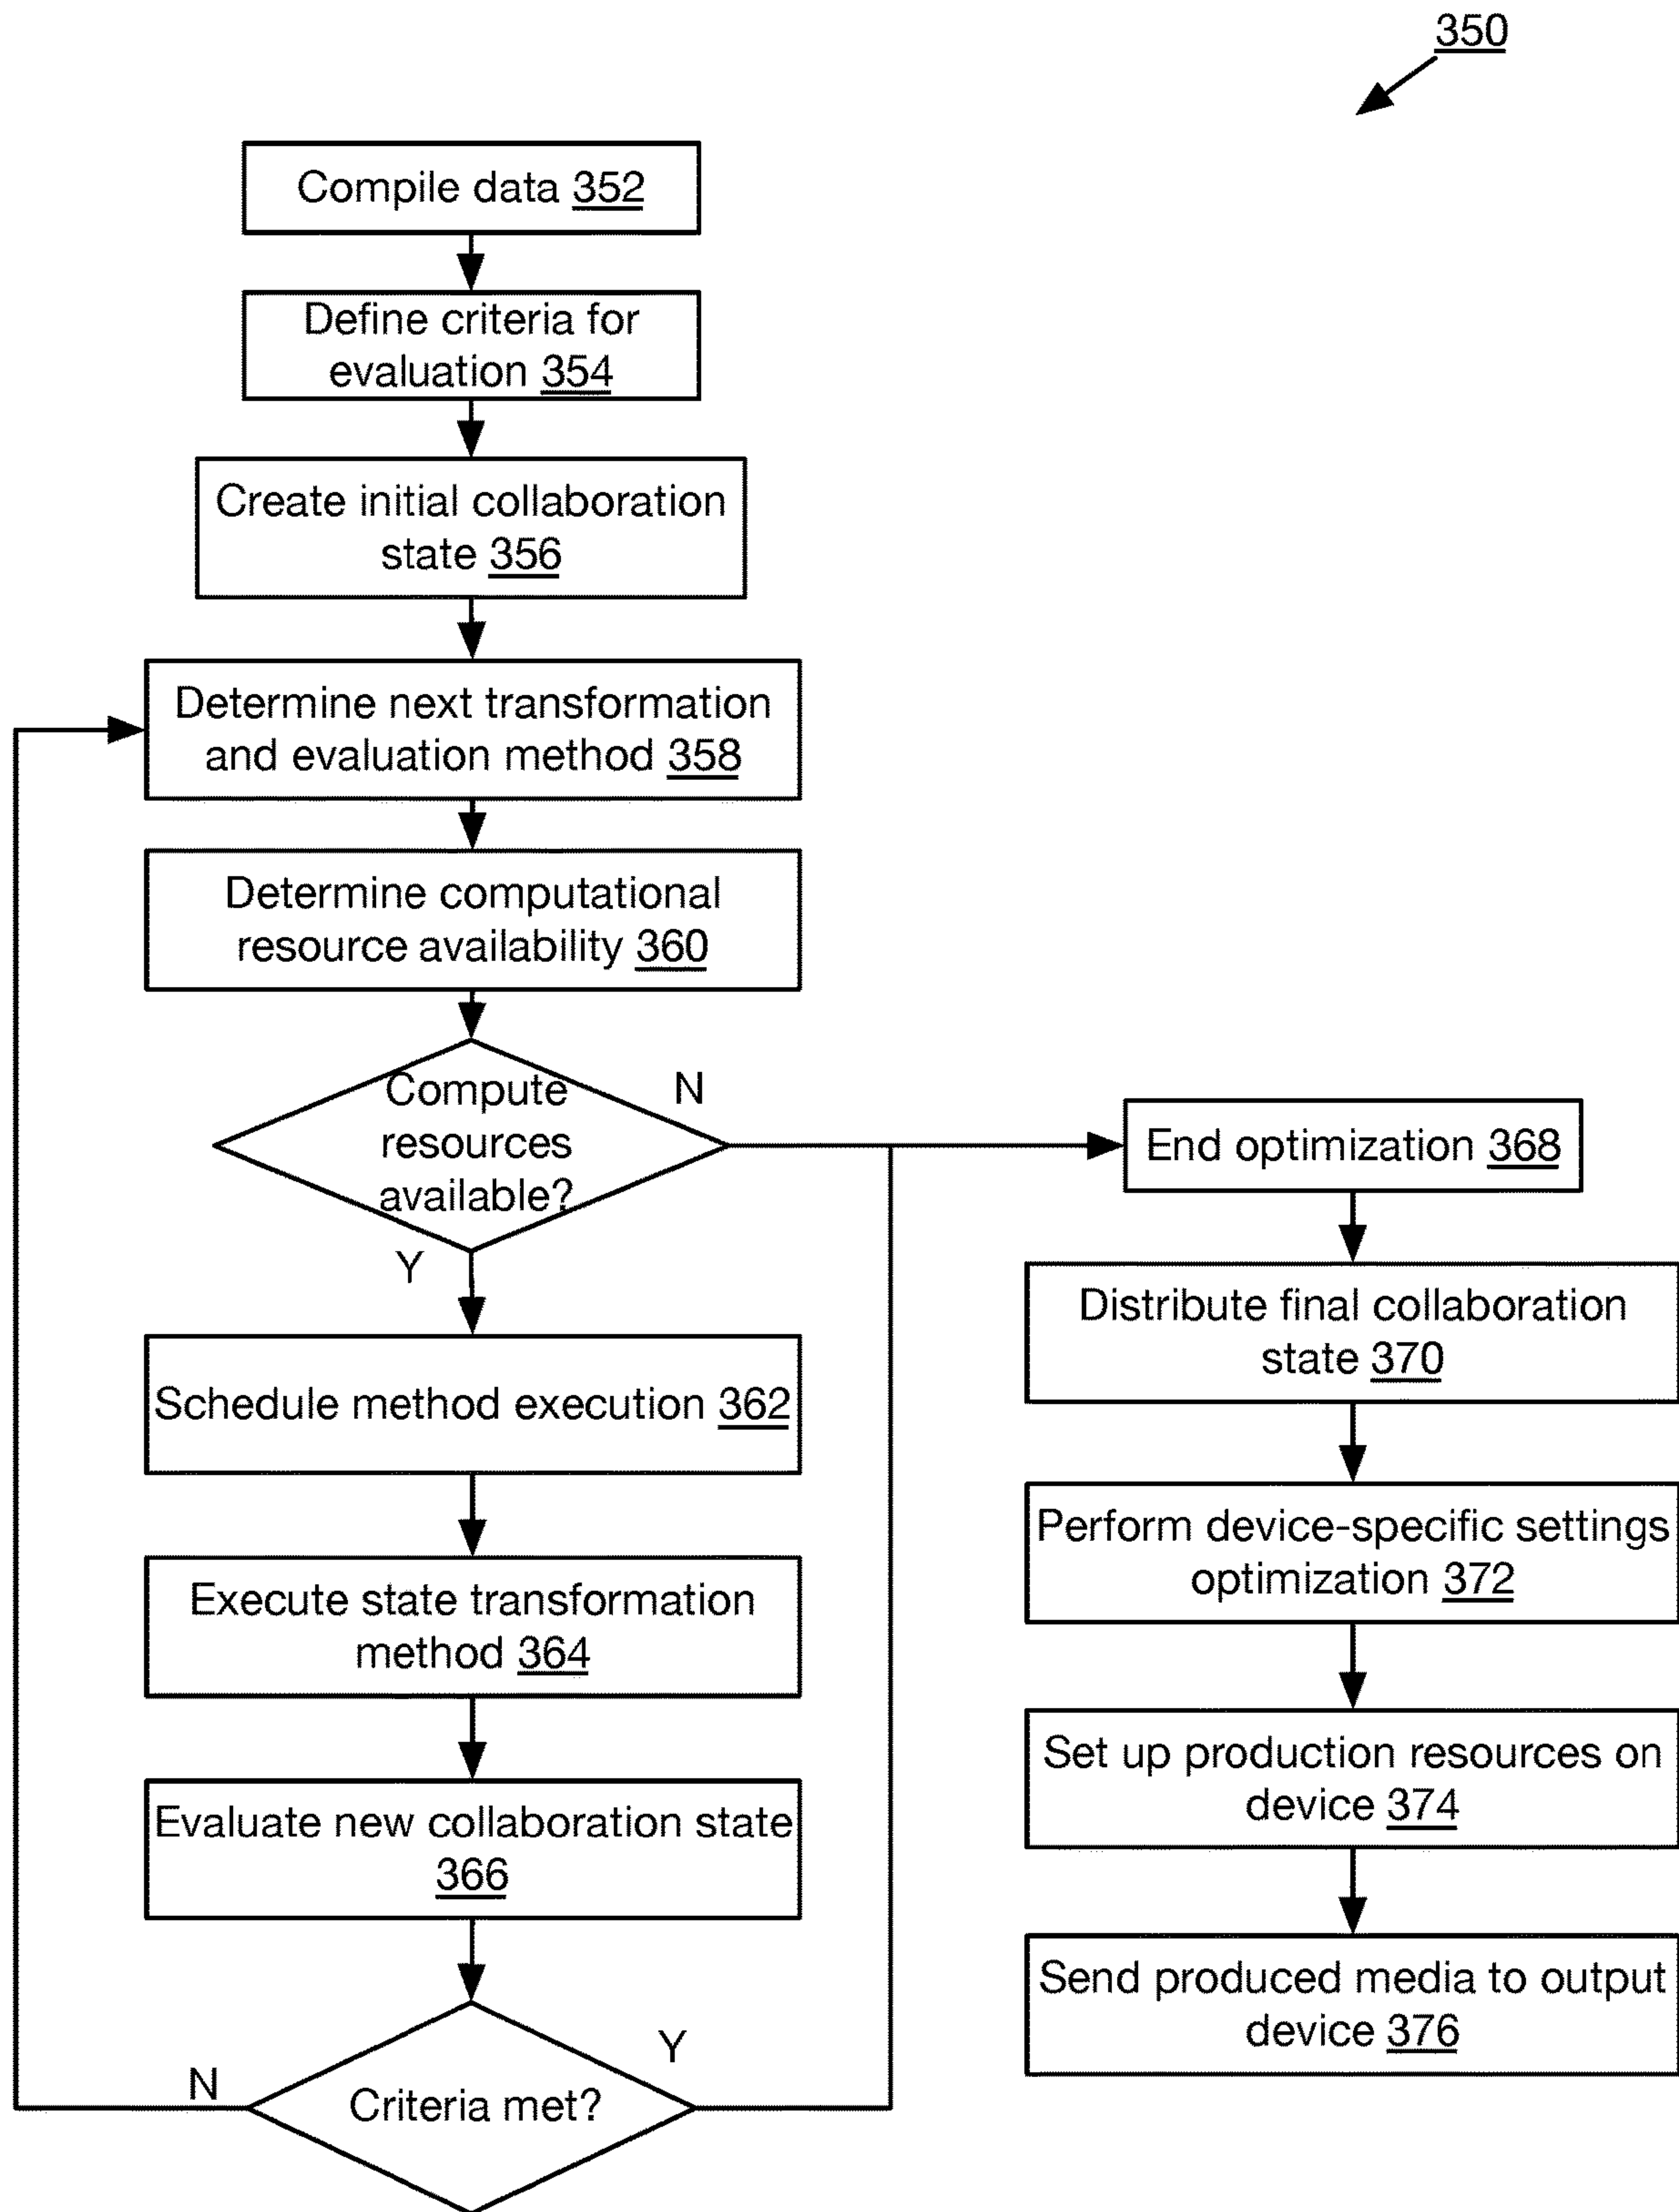 350
Compile data 352
Define criteria for
evaluation 354
Create initial collaboration
state 356
Determine next transformation
and evaluation method 358
Determine computational
resource availability 360
Compute
resources
available?
N
Y
Schedule method execution 362
Execute state transformation
method 364
Evaluate new collaboration state
366
Criteria met?
N
Y
End optimization 368
Distribute final collaboration
state 370
Perform device-specific settings
optimization 372
Set up production resources on
device 374
Send produced media to output
device 376